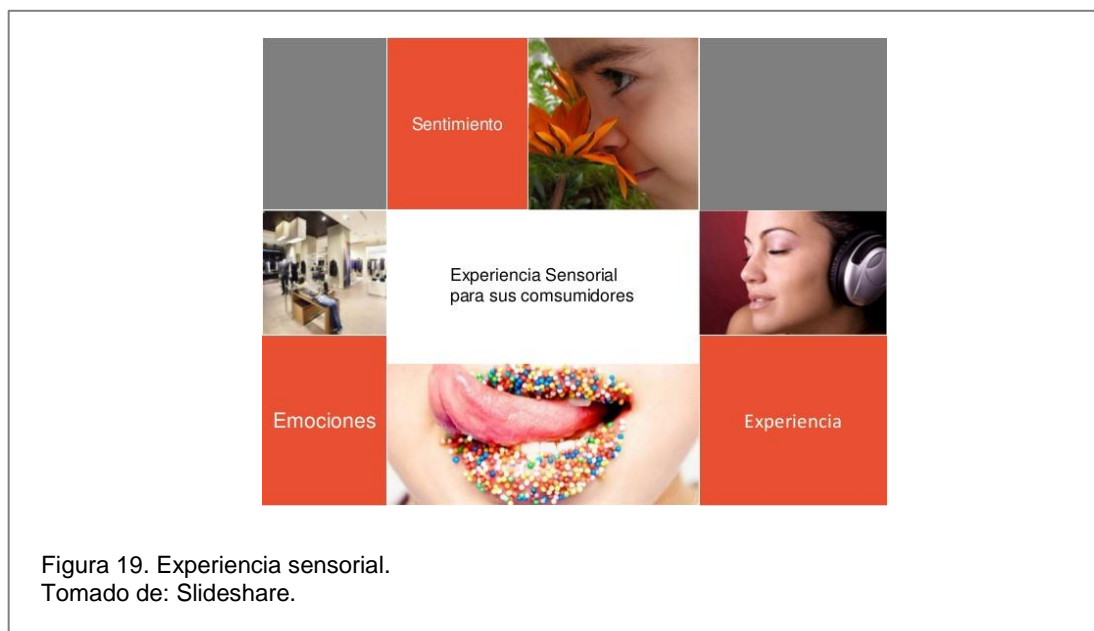 Sentimiento
Experiencia Sensorial
para sus comsumidores
Emociones
Experiencia
Figura 19. Experiencia sensorial.
Tomado de: Slideshare.